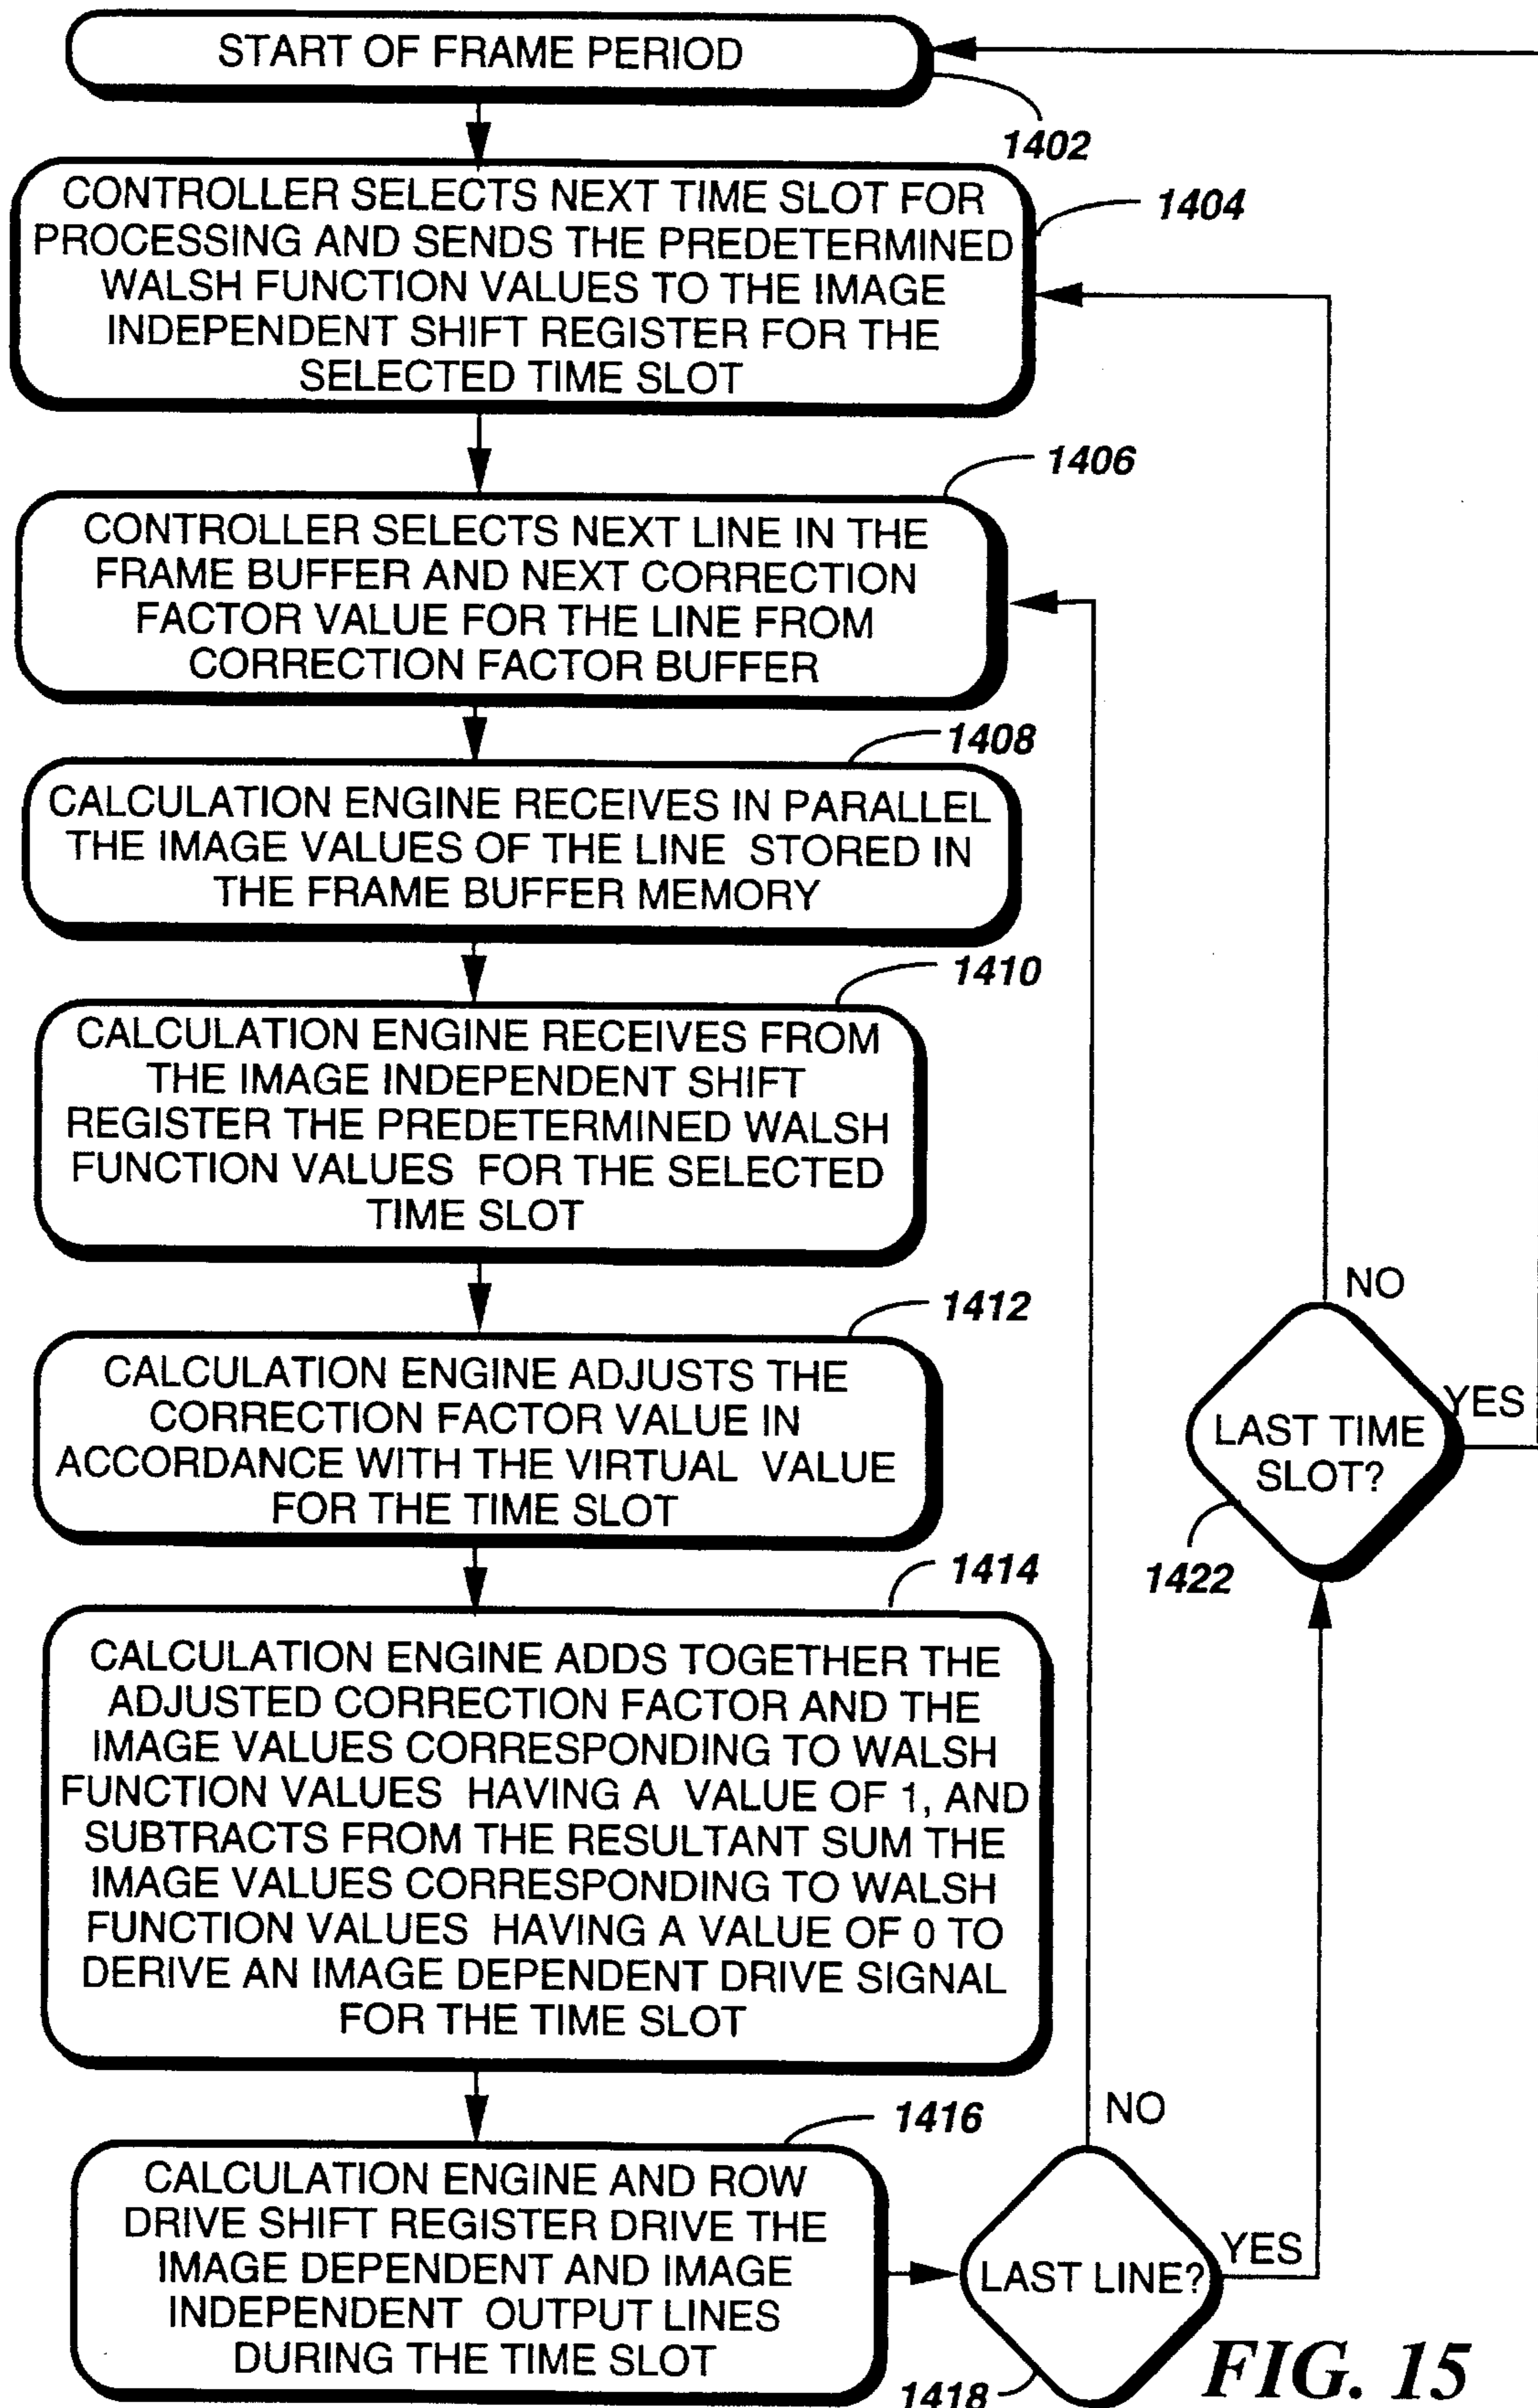 START OF FRAME PERIOD
1402
CONTROLLER SELECTS NEXT TIME SLOT FOR
PROCESSING AND SENDS THE PREDETERMINED
WALSH FUNCTION VALUES TO THE IMAGE
INDEPENDENT SHIFT REGISTER FOR THE
SELECTED TIME SLOT
1404
1406
CONTROLLER SELECTS NEXT LINE IN THE
FRAME BUFFER AND NEXT CORRECTION
FACTOR VALUE FOR THE LINE FROM
CORRECTION FACTOR BUFFER
1408
CALCULATION ENGINE RECEIVES IN PARALLEL
THE IMAGE VALUES OF THE LINE STORED IN
THE FRAME BUFFER MEMORY
1410
CALCULATION ENGINE RECEIVES FROM
THE IMAGE INDEPENDENT SHIFT
REGISTER THE PREDETERMINED WALSH
FUNCTION VALUES FOR THE SELECTED
TIME SLOT
1412
CALCULATION ENGINE ADJUSTS THE
CORRECTION FACTOR VALUE IN
ACCORDANCE WITH THE VIRTUAL VALUE
FOR THE TIME SLOT
NO
YES
LAST TIME
SLOT?
1422
1414
CALCULATION ENGINE ADDS TOGETHER THE
ADJUSTED CORRECTION FACTOR AND THE
IMAGE VALUES CORRESPONDING TO WALSH
FUNCTION VALUES HAVING A VALUE OF 1, AND
SUBTRACTS FROM THE RESULTANT SUM THE
IMAGE VALUES CORRESPONDING TO WALSH
FUNCTION VALUES HAVING A VALUE OF 0 TO
DERIVE AN IMAGE DEPENDENT DRIVE SIGNAL
FOR THE TIME SLOT
1416
CALCULATION ENGINE AND ROW
DRIVE SHIFT REGISTER DRIVE THE
IMAGE DEPENDENT AND IMAGE
INDEPENDENT OUTPUT LINES
DURING THE TIME SLOT
NO
LAST LINE?
YES
1418
FIG. 15